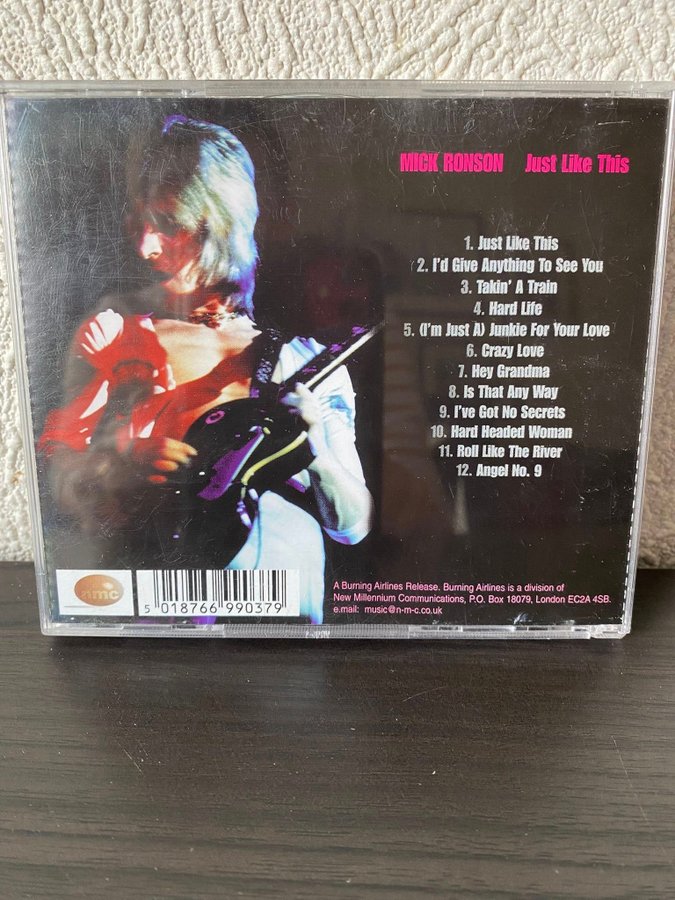 MICK RONSON Just Like This
1. Just Like This
2. I'd Give Anything To See You
3. Takin' A Train
4. Hard Life
5. (I'm Just A) Junkie For Your Love
6. Crazy Love
7. Hey Grandma
8. Is That Any Way
9. I've Got No Secrets
10. Hard Headed Woman
11. Roll Like The River
12. Angel No. 9
nmc
5 018766 990379
A Burning Airlines Release. Burning Airlines is a division of
New Millennium Communications, P.O. Box 18079, London EC2A 4SB.
e.mail: music@n-m-c.co.uk